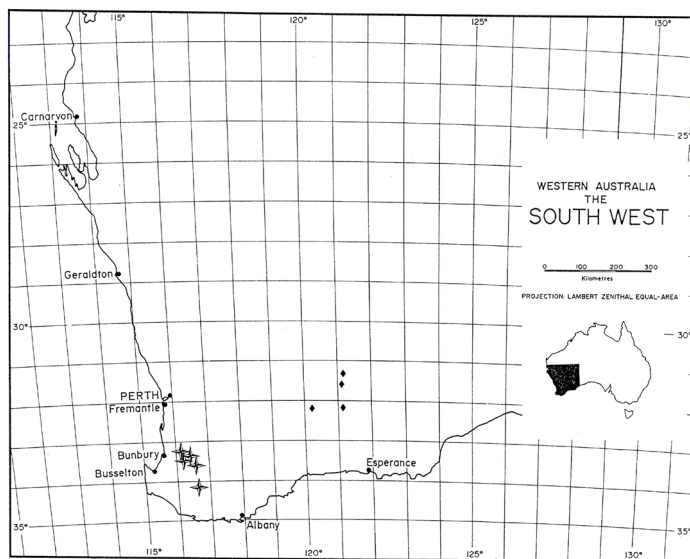 115°
120°
125°
130°
Carnarvon
25°
25°
WESTERN AUSTRALIA
THE
SOUTH WEST
0 100 200 300
Kilometres
PROJECTION: LAMBERT ZENITHAL EQUAL-AREA
Geraldton
30°
30°
PERTH
Fremantle
Bunbury
Busselton
Esperance
Albany
35°
35°
115°
120°
125°
130°